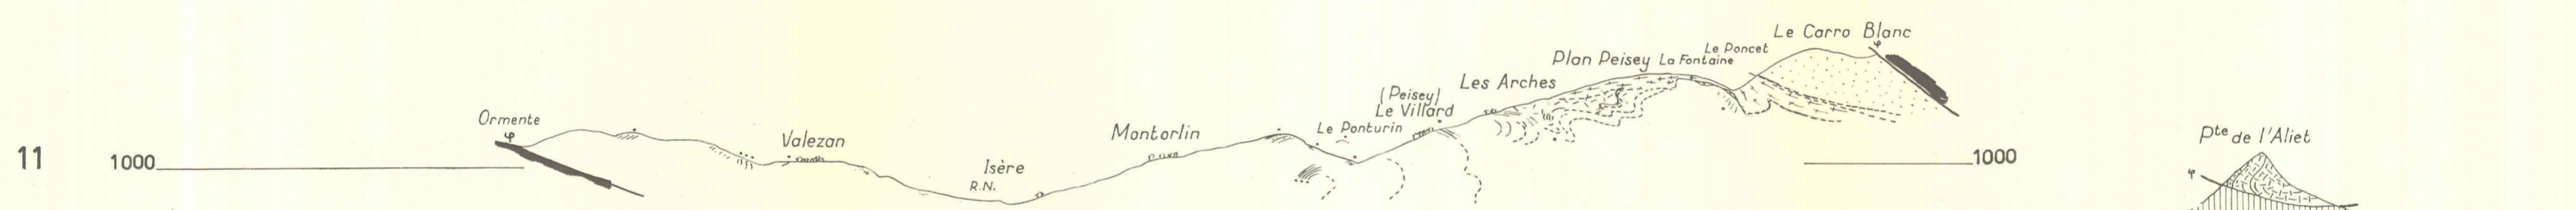 11
1000
Ormente
φ
Valezan
Isère
R.N.
Montorlin
Le Ponturin
(Peisey)
Le Villard
Les Arches
Plan Peisey
La Fontaine
Le Poncet
Le Carro Blanc
φ
1000
Pte de l'Aliet
φ